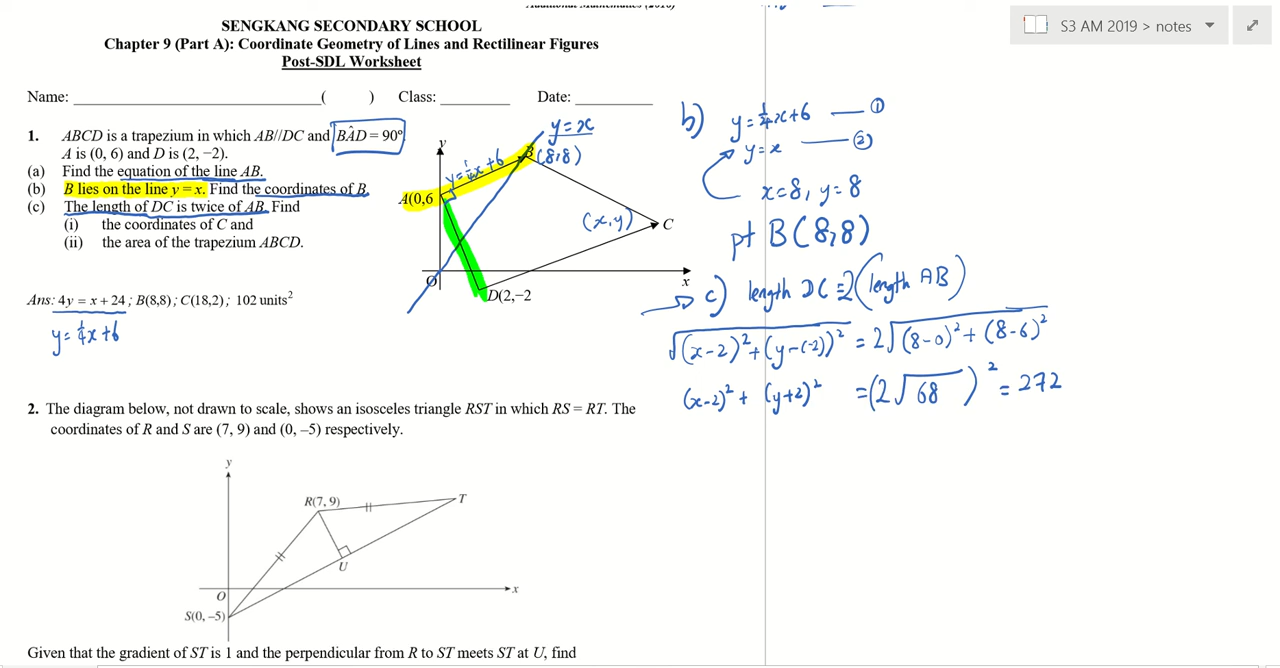 S3 AM 2019 > notes
SENGKANG SECONDARY SCHOOL
Chapter 9 (Part A): Coordinate Geometry of Lines and Rectilinear Figures
Post-SDL Worksheet
Name: ( ) Class: Date:
1. ABCD is a trapezium in which AB//DC and BÂD = 90°.
A is (0, 6) and D is (2, −2).
(a) Find the equation of the line AB.
(b) B lies on the line y = x. Find the coordinates of B.
(c) The length of DC is twice of AB. Find
(i) the coordinates of C and
(ii) the area of the trapezium ABCD.
Ans: 4y = x + 24 ; B(8,8) ; C(18,2) ; 102 units²
y = ¼x + 6
y = x
y
B
(8,8)
y = ¼x + 6
A(0,6
(x, y)
C
x
O
D(2,−2
b) y = ¼x + 6 — ①
y = x — ②
x = 8, y = 8
pt B (8,8)
c) length DC = 2(length AB)
√((x−2)² + (y−(−2))²) = 2√((8−0)² + (8−6)²)
(x−2)² + (y+2)² = (2√68)² = 272
2. The diagram below, not drawn to scale, shows an isosceles triangle RST in which RS = RT. The
coordinates of R and S are (7, 9) and (0, –5) respectively.
y
R(7, 9)
T
U
O
x
S(0, –5)
Given that the gradient of ST is 1 and the perpendicular from R to ST meets ST at U, find